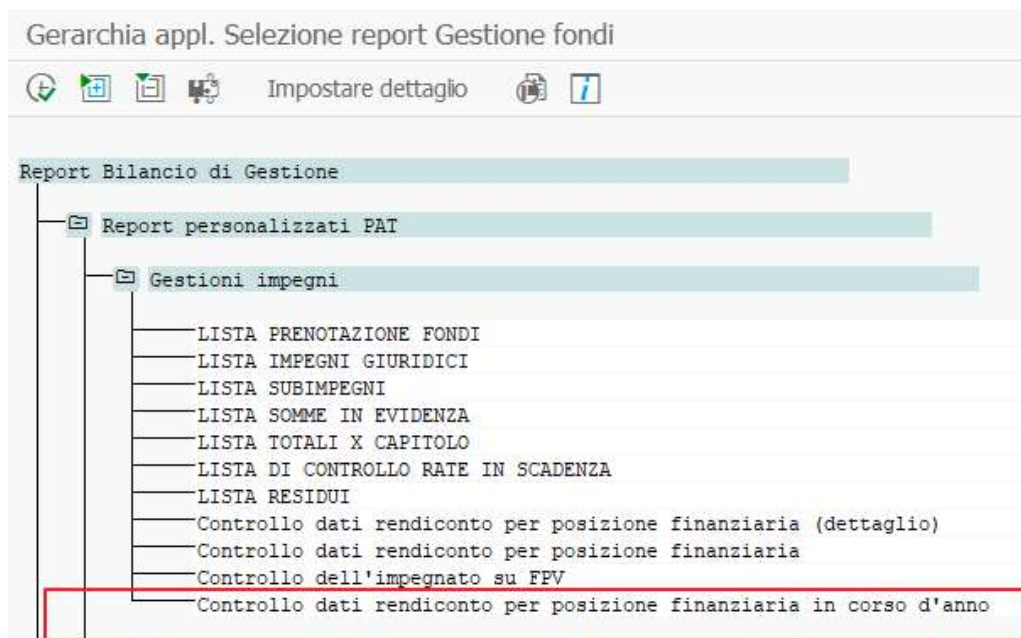 Gerarchia appl. Selezione report Gestione fondi
Impostare dettaglio
Report Bilancio di Gestione
Report personalizzati PAT
Gestioni impegni
LISTA PRENOTAZIONE FONDI
LISTA IMPEGNI GIURIDICI
LISTA SUBIMPEGNI
LISTA SOMME IN EVIDENZA
LISTA TOTALI X CAPITOLO
LISTA DI CONTROLLO RATE IN SCADENZA
LISTA RESIDUI
Controllo dati rendiconto per posizione finanziaria (dettaglio)
Controllo dati rendiconto per posizione finanziaria
Controllo dell'impegnato su FPV
Controllo dati rendiconto per posizione finanziaria in corso d'anno